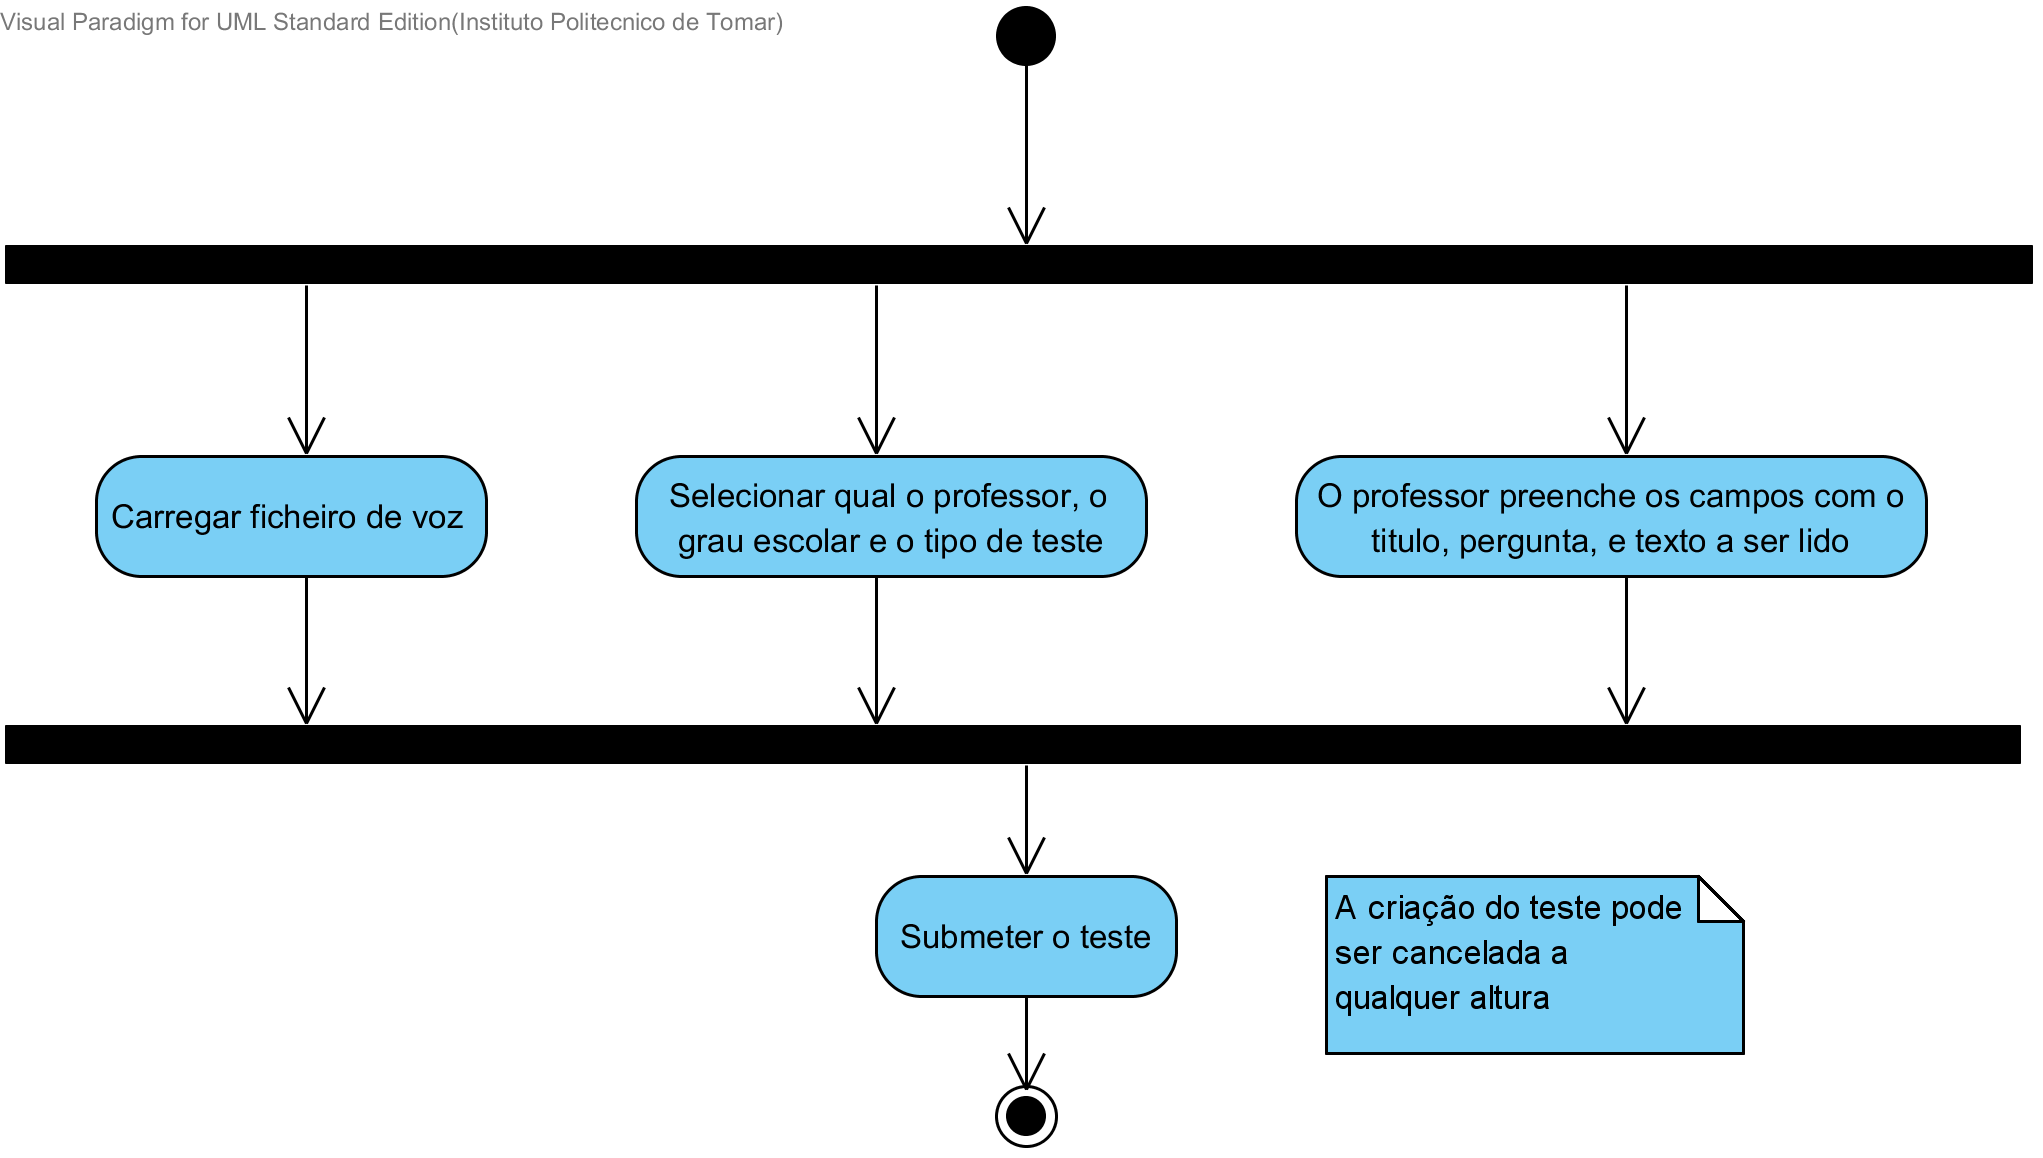 Visual Paradigm for UML Standard Edition(Instituto Politecnico de Tomar)
Carregar ficheiro de voz
Selecionar qual o professor, o
grau escolar e o tipo de teste
O professor preenche os campos com o
titulo, pergunta, e texto a ser lido
Submeter o teste
A criação do teste pode
ser cancelada a
qualquer altura